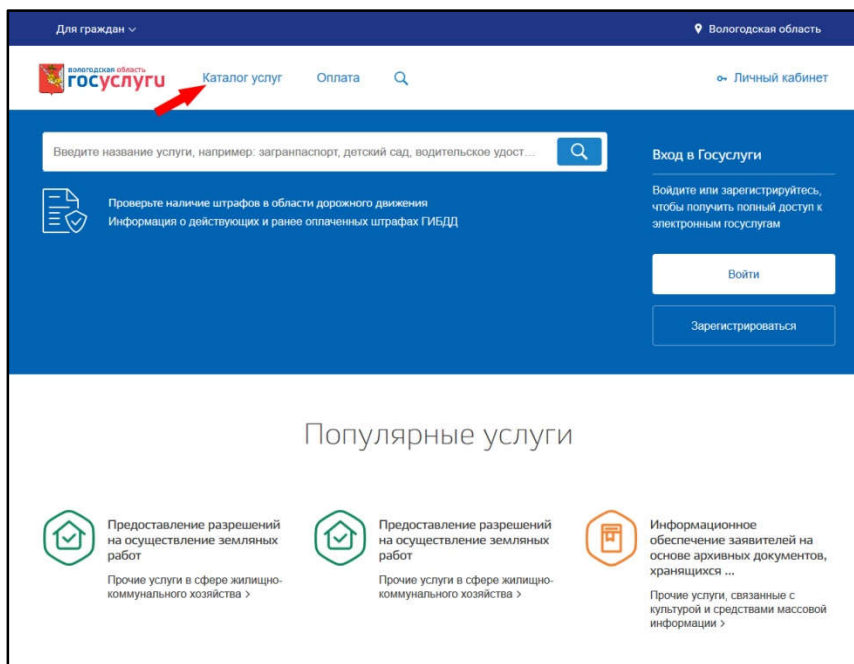 Для граждан
Вологодская область
вологодская область
госуслуги
Каталог услуг
Оплата
Личный кабинет
Введите название услуги, например: загранпаспорт, детский сад, водительское удост...
Проверьте наличие штрафов в области дорожного движения
Информация о действующих и ранее оплаченных штрафах ГИБДД
Вход в Госуслуги
Войдите или зарегистрируйтесь,
чтобы получить полный доступ к
электронным госуслугам
Войти
Зарегистрироваться
Популярные услуги
Предоставление разрешений
на осуществление земляных
работ
Прочие услуги в сфере жилищно-
коммунального хозяйства >
Предоставление разрешений
на осуществление земляных
работ
Прочие услуги в сфере жилищно-
коммунального хозяйства >
Информационное
обеспечение заявителей на
основе архивных документов,
хранящихся ...
Прочие услуги, связанные с
культурой и средствами массовой
информации >